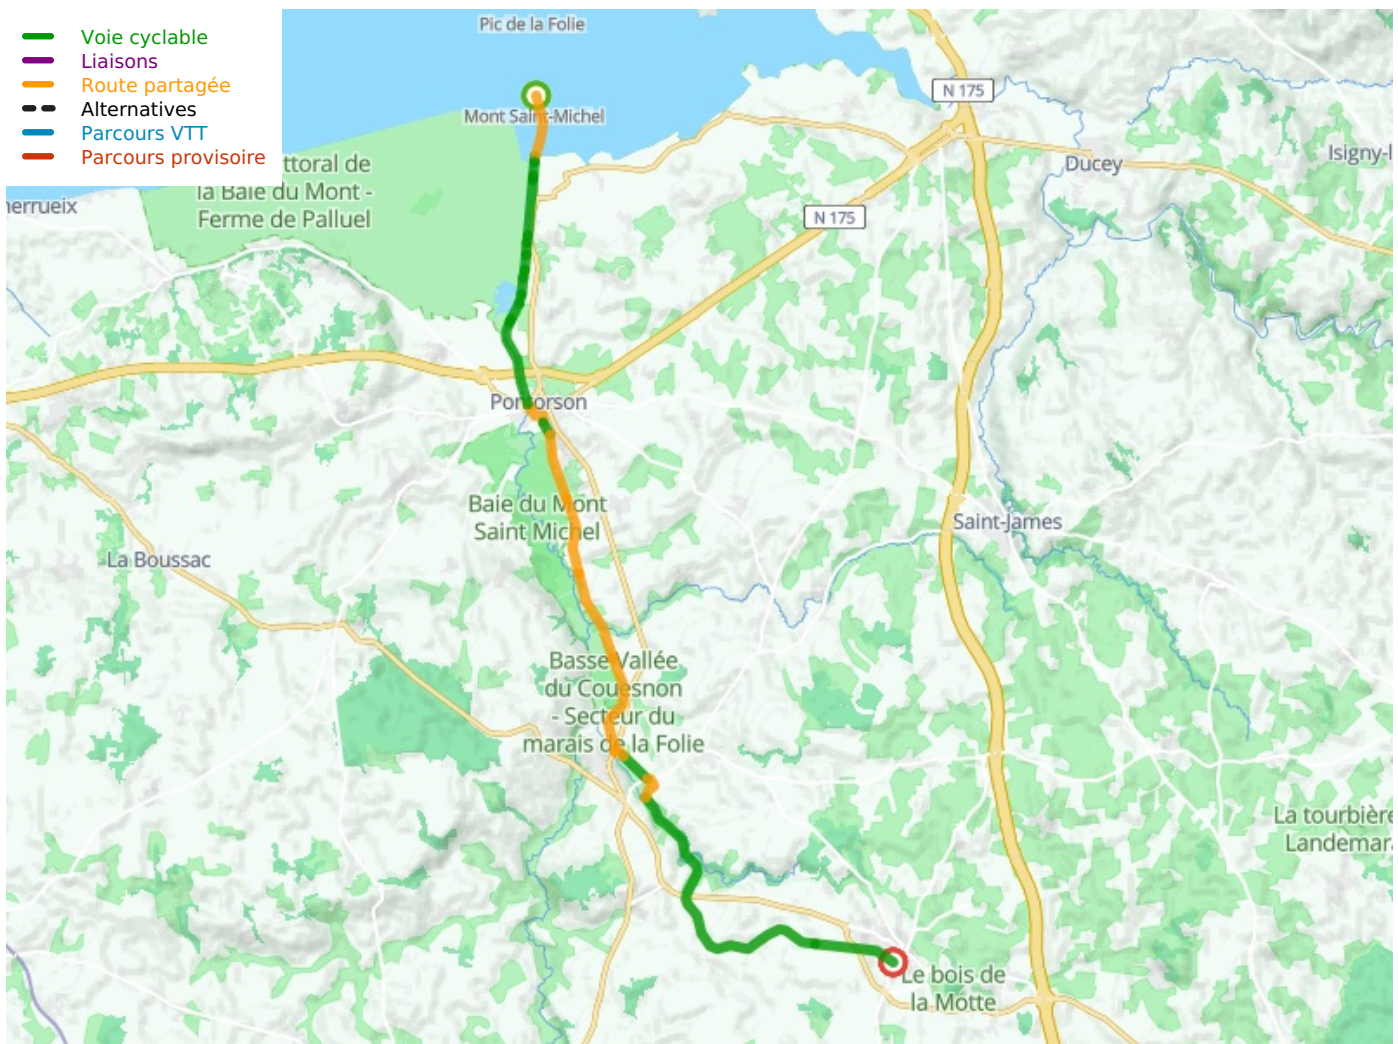 Voie cyclable
Liaisons
Route partagée
Alternatives
Parcours VTT
Parcours provisoire
Pic de la Folie
Mont Saint-Michel
N 175
Ducey
Isigny-l
ttoral de
la Baie du Mont -
Ferme de Palluel
herrueix
N 175
Pontorson
Baie du Mont
Saint Michel
Saint-James
La Boussac
Basse Vallée
du Couesnon
- Secteur du
marais de la Folie
La tourbière
Landemar
Le bois de
la Motte